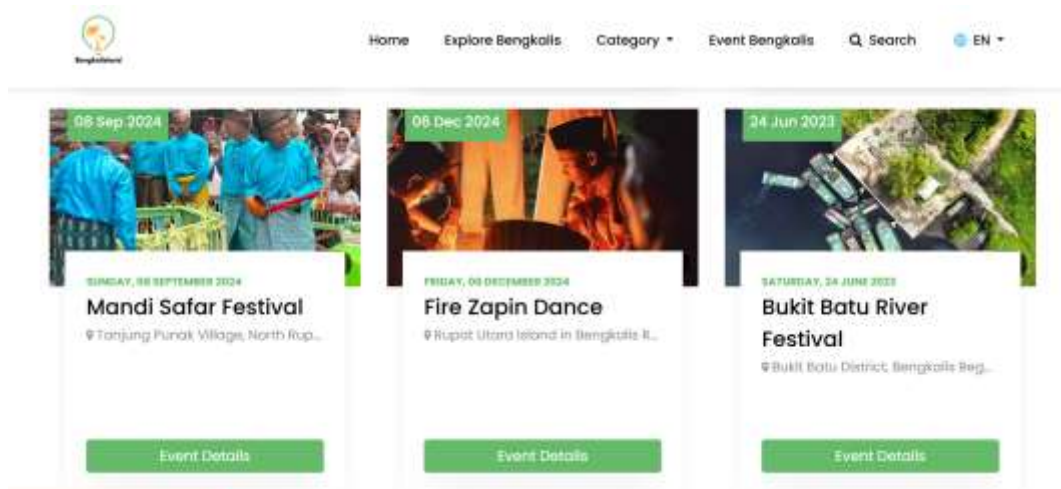 Home Explore Bengkalis Category Event Bengkalis Search EN
08 Sep 2024
06 Dec 2024
24 Jun 2023
SUNDAY, 08 SEPTEMBER 2024
Mandi Safar Festival
Tanjung Punak Village, North Rup...
FRIDAY, 06 DECEMBER 2024
Fire Zapin Dance
Rupat Utara Island in Bengkalis R...
SATURDAY, 24 JUNE 2023
Bukit Batu River
Festival
Bukit Batu District, Bengkalis Reg...
Event Details
Event Details
Event Details